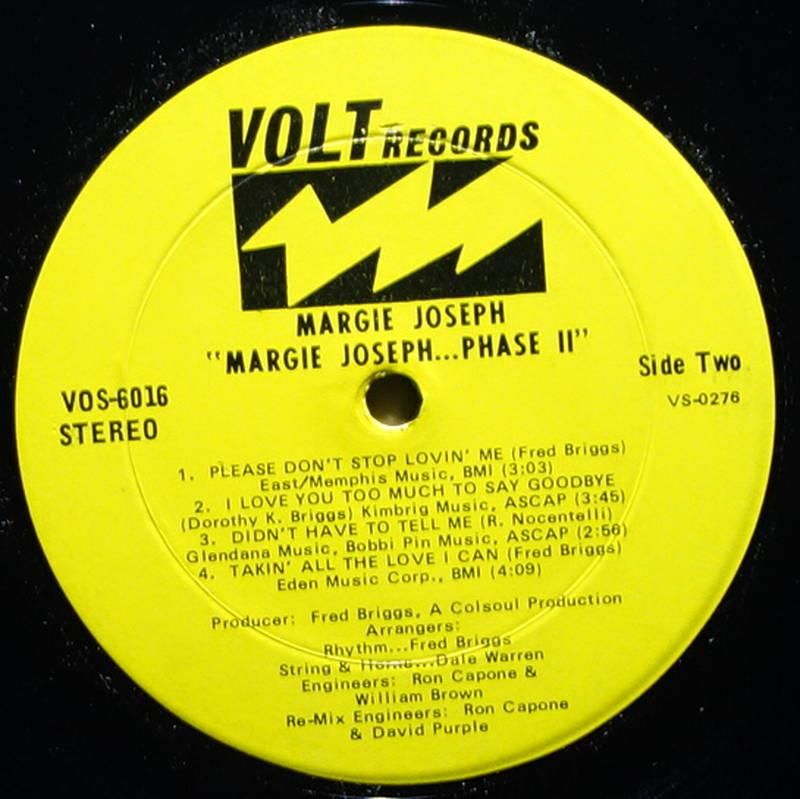 VOLT RECORDS
MARGIE JOSEPH
"MARGIE JOSEPH...PHASE II"
VOS-6016
STEREO
Side Two
VS-0276
1. PLEASE DON'T STOP LOVIN' ME (Fred Briggs)
East/Memphis Music, BMI (3:03)
2. I LOVE YOU TOO MUCH TO SAY GOODBYE
(Dorothy K. Briggs) Kimbrig Music, ASCAP (3:45)
3. DIDN'T HAVE TO TELL ME (R. Nocentelli)
Glendana Music, Bobbi Pin Music, ASCAP (2:56)
4. TAKIN' ALL THE LOVE I CAN (Fred Briggs)
Eden Music Corp., BMI (4:09)
Producer: Fred Briggs, A Colsoul Production
Arrangers:
Rhythm...Fred Briggs
String & Horns...Dale Warren
Engineers: Ron Capone &
William Brown
Re-Mix Engineers: Ron Capone
& David Purple